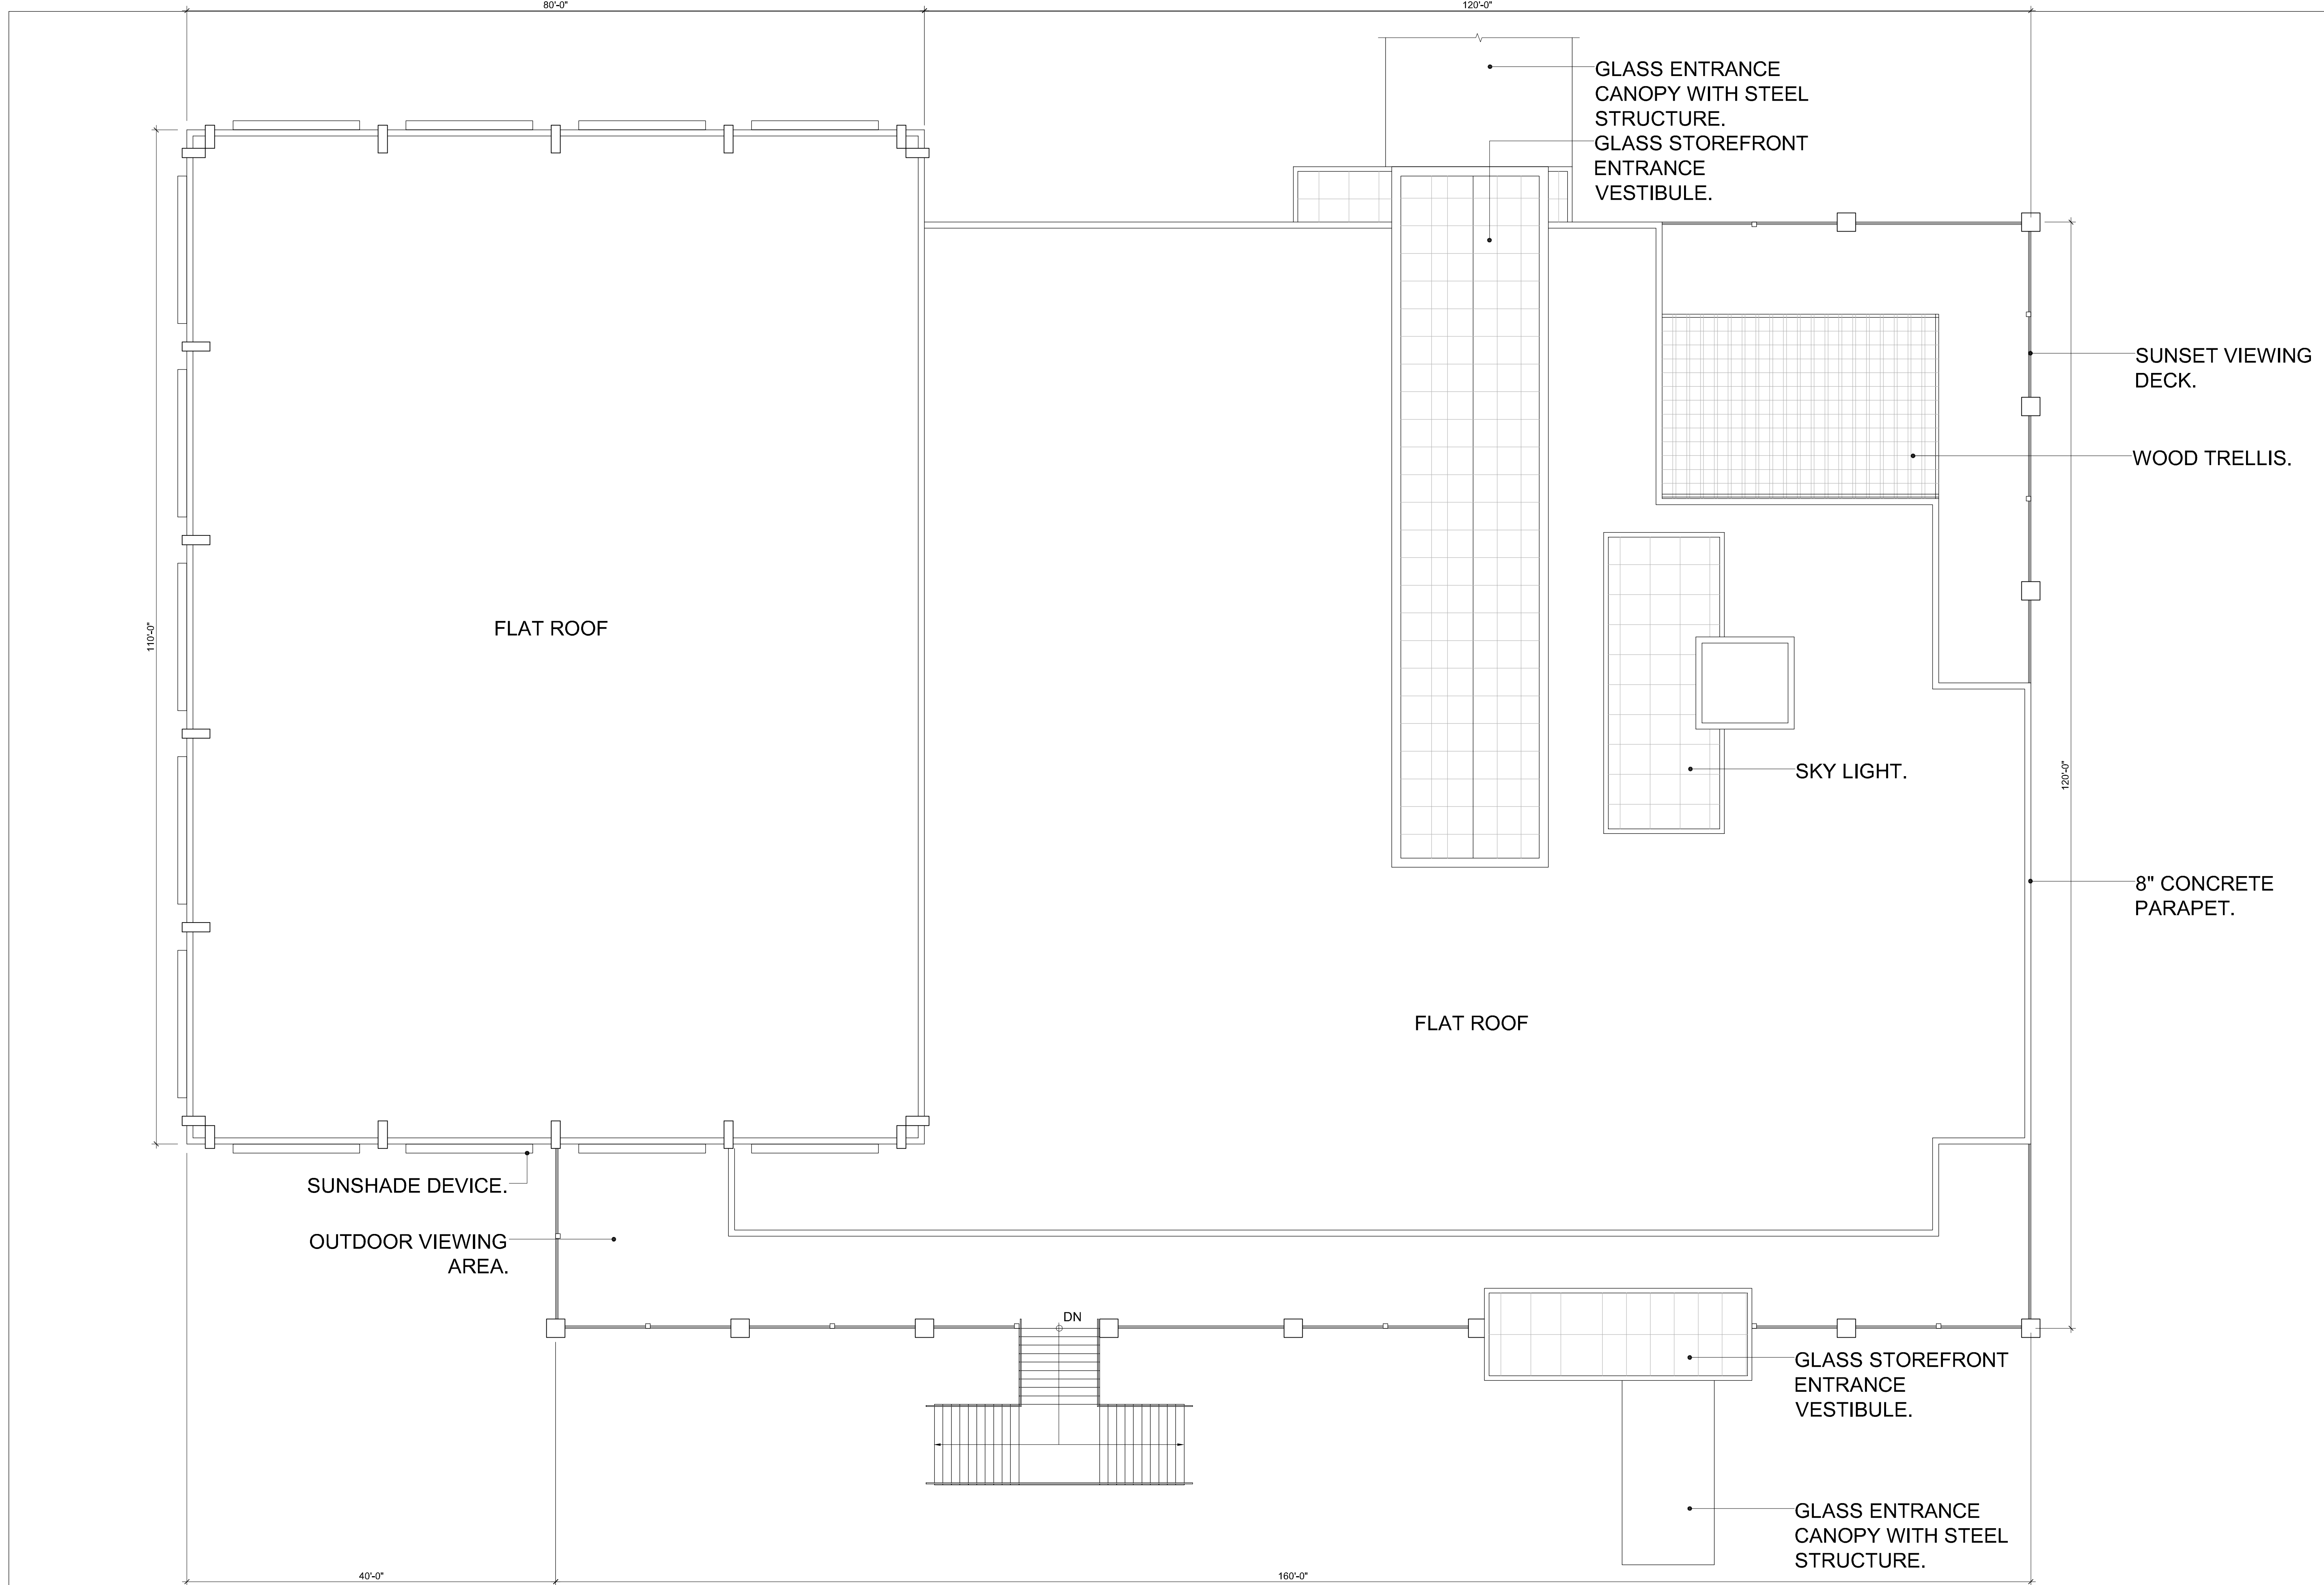 80'-0"
120'-0"
GLASS ENTRANCE
CANOPY WITH STEEL
STRUCTURE.
GLASS STOREFRONT
ENTRANCE
VESTIBULE.
SUNSET VIEWING
DECK.
WOOD TRELLIS.
110'-0"
FLAT ROOF
SKY LIGHT.
120'-0"
8" CONCRETE
PARAPET.
FLAT ROOF
SUNSHADE DEVICE.
OUTDOOR VIEWING
AREA.
DN
GLASS STOREFRONT
ENTRANCE
VESTIBULE.
GLASS ENTRANCE
CANOPY WITH STEEL
STRUCTURE.
40'-0"
160'-0"